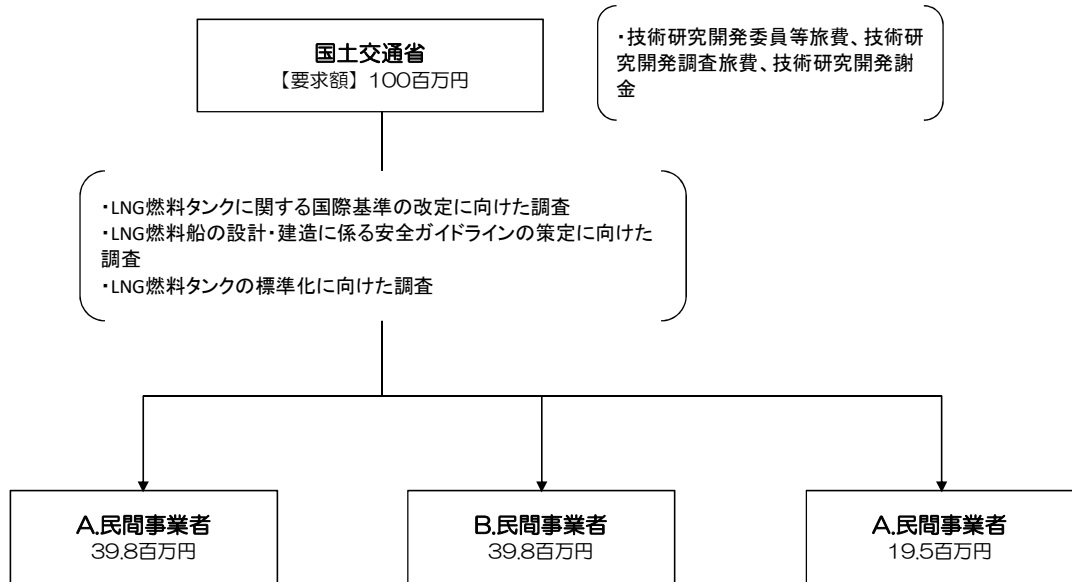 国土交通省
【要求額】 100百万円
・技術研究開発委員等旅費、技術研
究開発調査旅費、技術研究開発謝
金
・LNG燃料タンクに関する国際基準の改定に向けた調査
・LNG燃料船の設計・建造に係る安全ガイドラインの策定に向けた
調査
・LNG燃料タンクの標準化に向けた調査
A.民間事業者
39.8百万円
B.民間事業者
39.8百万円
A.民間事業者
19.5百万円